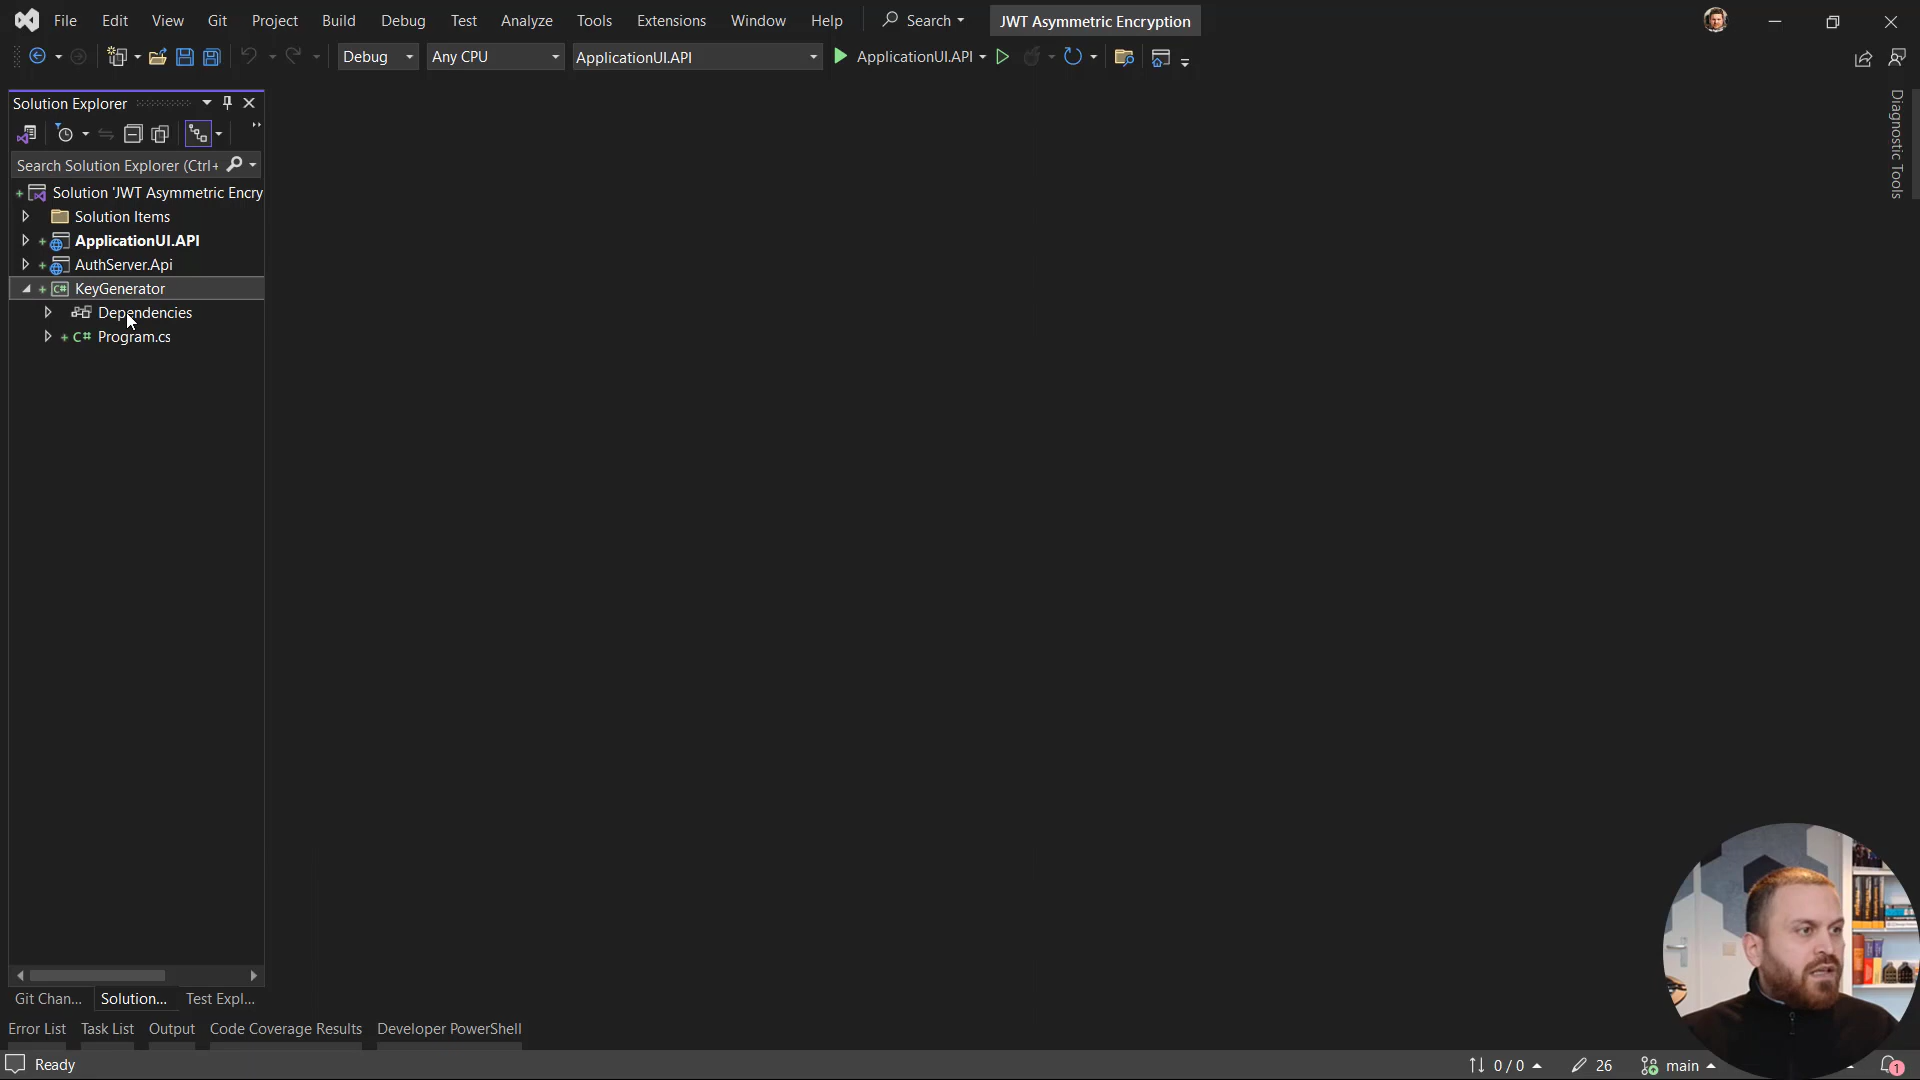 File Edit View Git Project Build Debug Test Analyze Tools Extensions Window Help Search JWT Asymmetric Encryption
Debug Any CPU ApplicationUI.API ApplicationUI.API
Solution Explorer
Search Solution Explorer (Ctrl+
Solution 'JWT Asymmetric Encry
Solution Items
ApplicationUI.API
AuthServer.Api
KeyGenerator
Dependencies
C# Program.cs
Diagnostic Tools
Git Chan... Solution... Test Expl...
Error List Task List Output Code Coverage Results Developer PowerShell
Ready 0 / 0 26 main 1